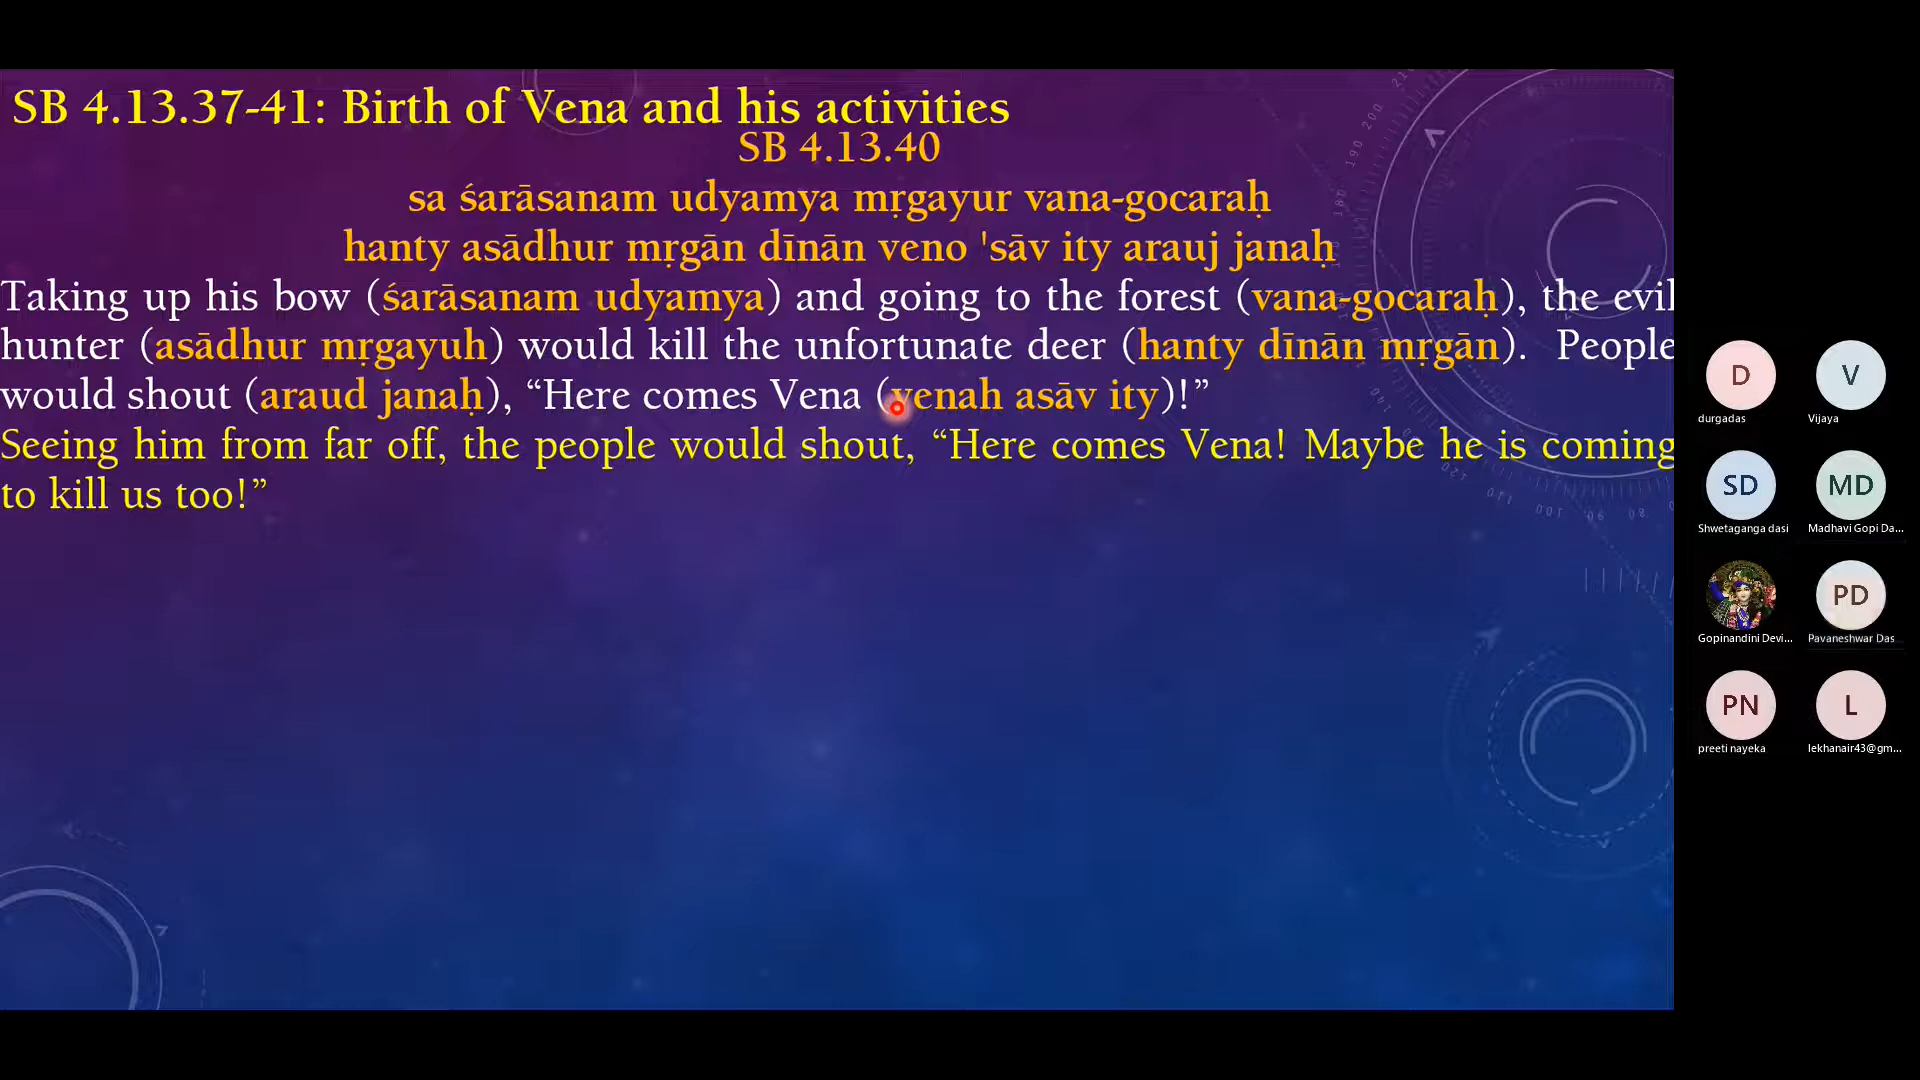 SB 4.13.37-41: Birth of Vena and his activities
SB 4.13.40
sa śarāsanam udyamya mṛgayur vana-gocaraḥ
hanty asādhur mṛgān dīnān veno 'sāv ity arauj janaḥ
Taking up his bow (śarāsanam udyamya) and going to the forest (vana-gocaraḥ), the evil
hunter (asādhur mṛgayuh) would kill the unfortunate deer (hanty dīnān mṛgān). People
would shout (araud janaḥ), “Here comes Vena (venah asāv ity)!”
Seeing him from far off, the people would shout, “Here comes Vena! Maybe he is coming
to kill us too!”
D
V
durgadas
Vijaya
SD
MD
Shwetaganga dasi
Madhavi Gopi Da...
PD
Gopinandini Devi...
Pavaneshwar Das...
PN
L
preeti nayeka
lekhanair43@gm...